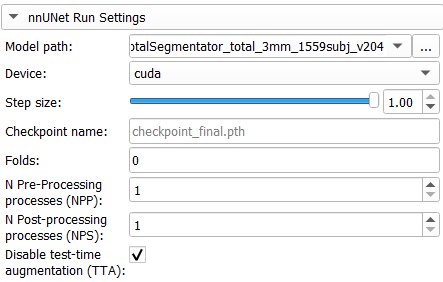 nnUNet Run Settings
Model path: otalSegmentator_total_3mm_1559subj_v204 ...
Device: cuda
Step size: 1.00
Checkpoint name: checkpoint_final.pth
Folds: 0
N Pre-Processing
processes (NPP): 1
N Post-processing
processes (NPS): 1
Disable test-time
augmentation (TTA):